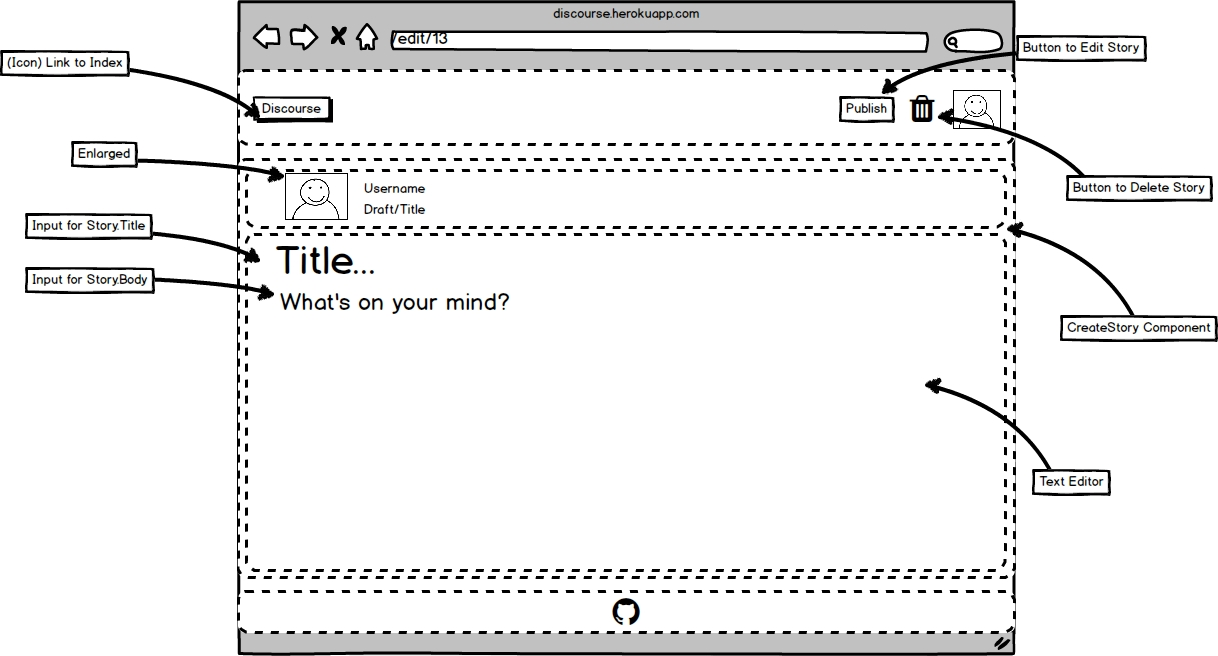 discourse.herokuapp.com
/edit/13
Button to Edit Story
(Icon) Link to Index
Discourse
Publish
Enlarged
Username
Draft/Title
Button to Delete Story
Input for Story.Title
Title...
Input for Story.Body
What's on your mind?
CreateStory Component
Text Editor